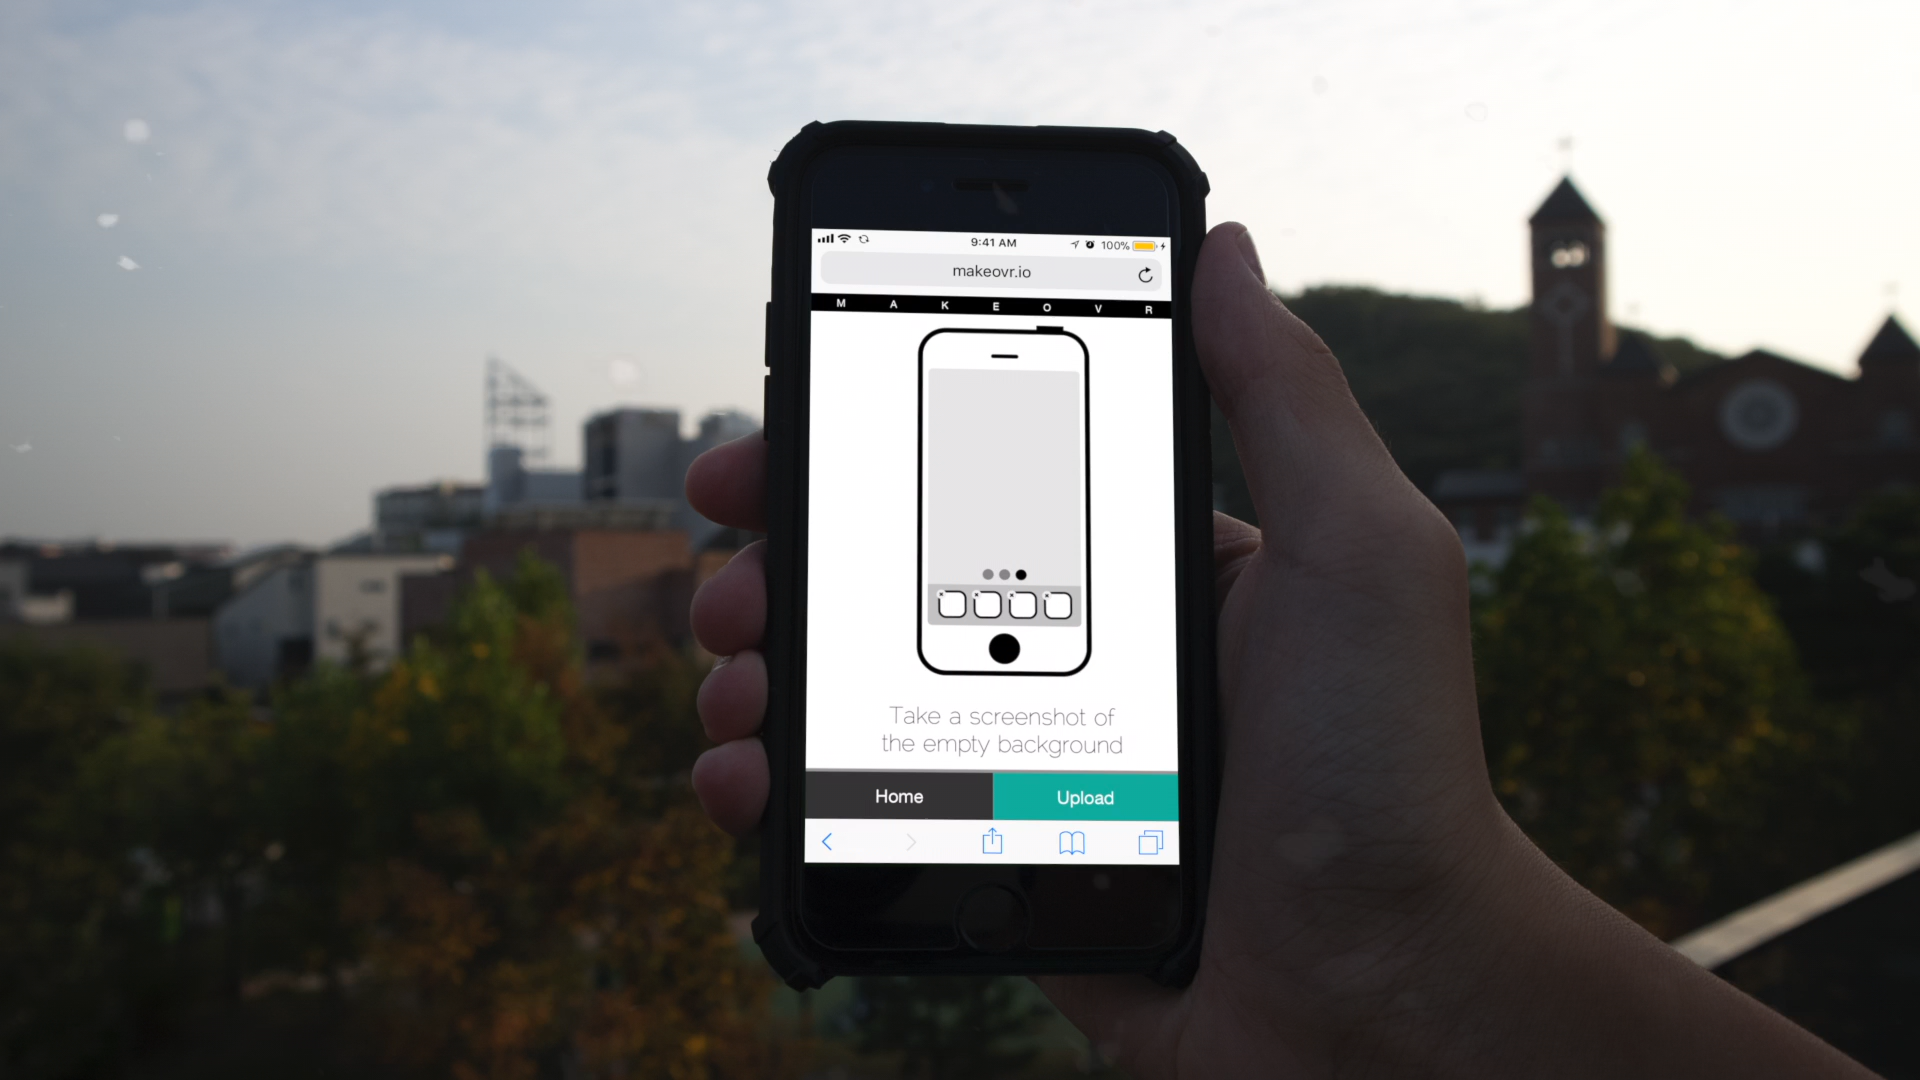 9:41 AM 100%
makeovr.io
M A K E O V R
Take a screenshot of
the empty background
Home Upload